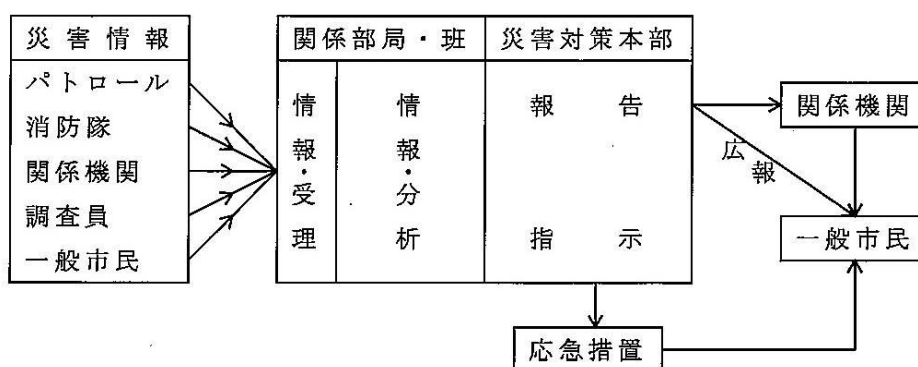 災害情報
パトロール
消防隊
関係機関
調査員
一般市民
関係部局・班
情報・受理
情報・分析
災害対策本部
報告
指示
広報
関係機関
一般市民
応急措置